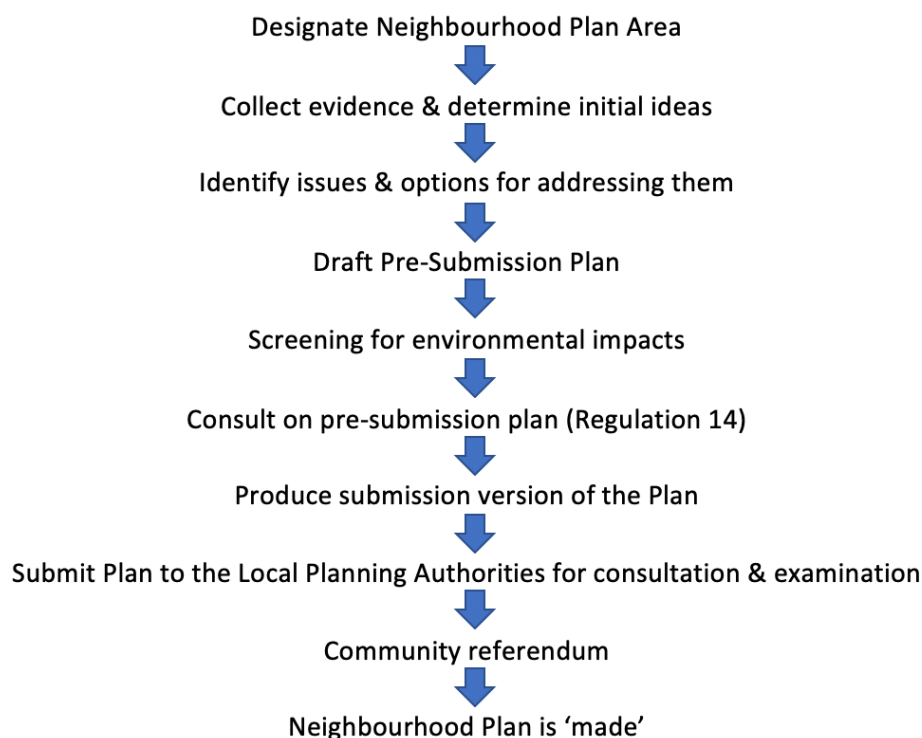 Designate Neighbourhood Plan Area
Collect evidence & determine initial ideas
Identify issues & options for addressing them
Draft Pre-Submission Plan
Screening for environmental impacts
Consult on pre-submission plan (Regulation 14)
Produce submission version of the Plan
Submit Plan to the Local Planning Authorities for consultation & examination
Community referendum
Neighbourhood Plan is ‘made’